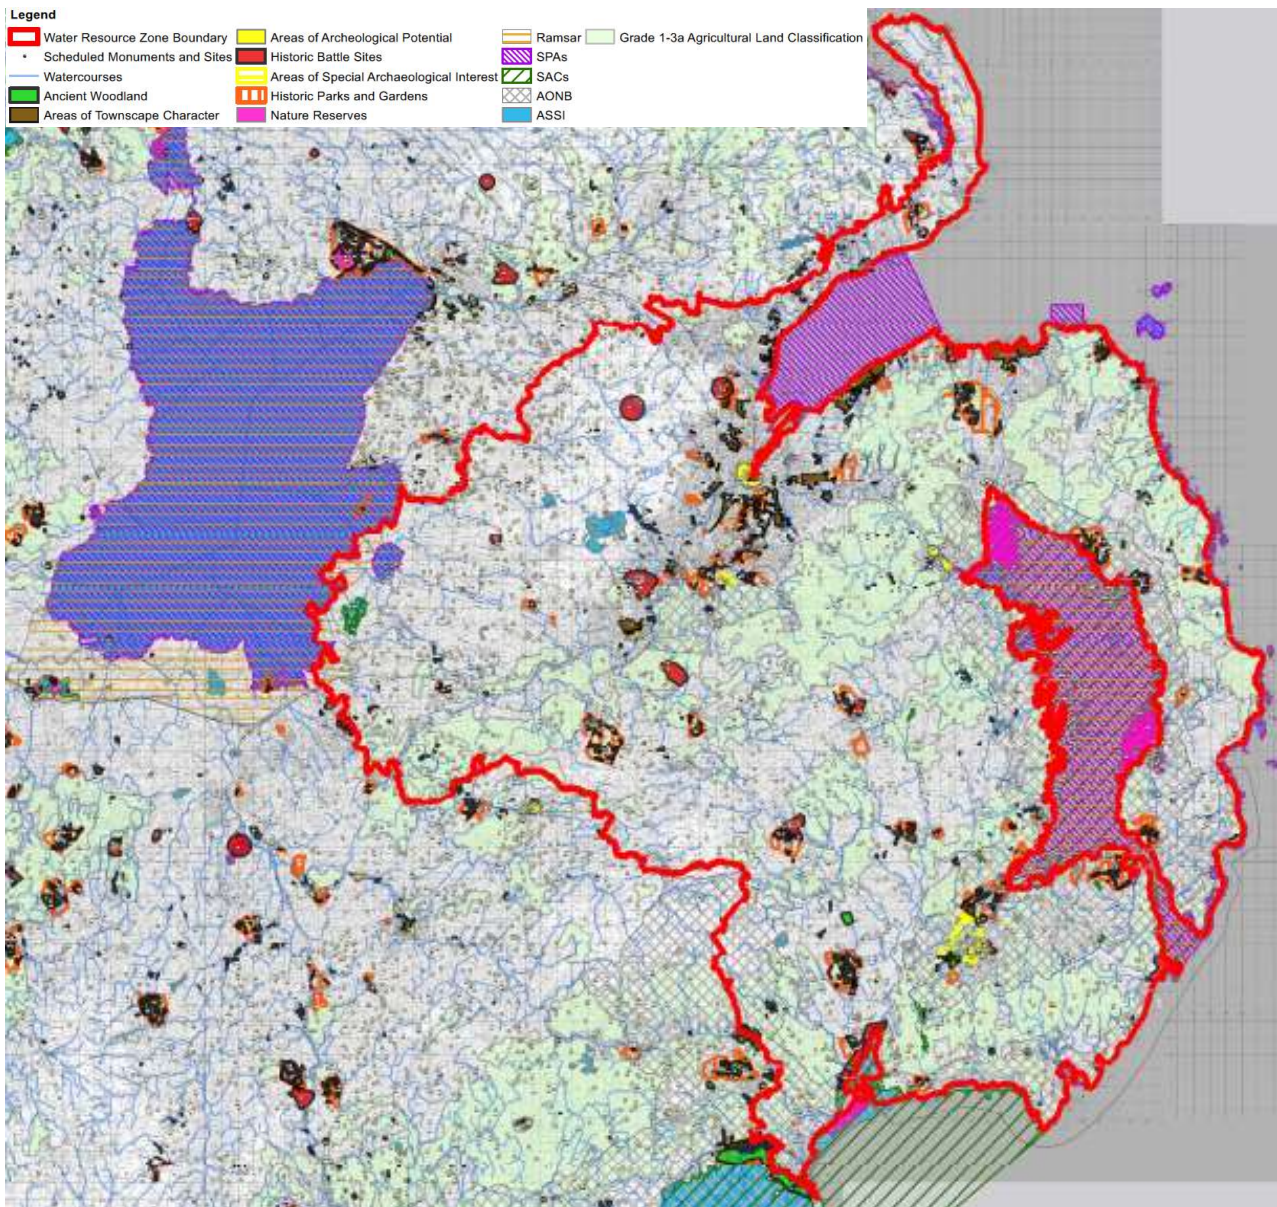 Legend
Water Resource Zone Boundary
Scheduled Monuments and Sites
Watercourses
Ancient Woodland
Areas of Townscape Character
Areas of Archeological Potential
Historic Battle Sites
Areas of Special Archaeological Interest
Historic Parks and Gardens
Nature Reserves
Ramsar
SPAs
SACs
AONB
ASSI
Grade 1-3a Agricultural Land Classification